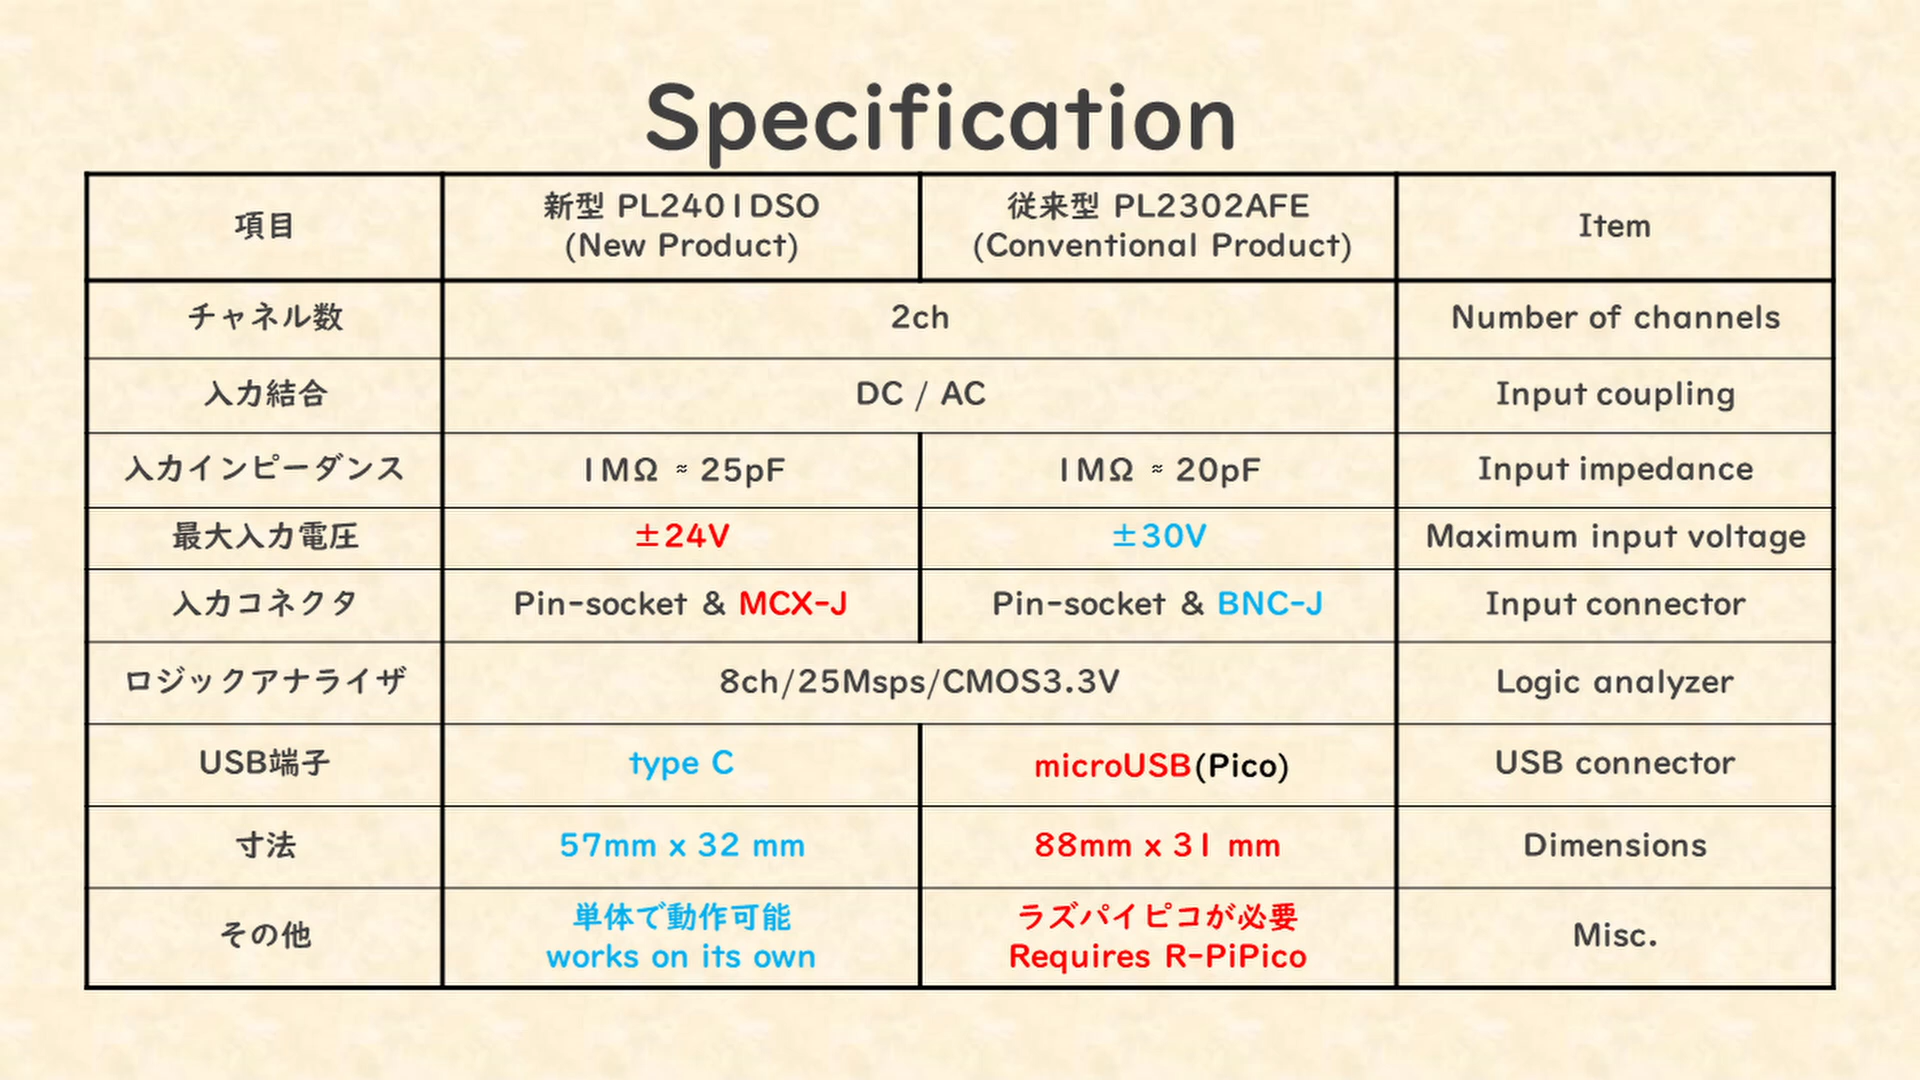 Specification
項目
新型 PL2401DSO
(New Product)
従来型 PL2302AFE
(Conventional Product)
Item
チャネル数
2ch
Number of channels
入力結合
DC / AC
Input coupling
入力インピーダンス
1MΩ ≈ 25pF
1MΩ ≈ 20pF
Input impedance
最大入力電圧
±24V
±30V
Maximum input voltage
入力コネクタ
Pin-socket & MCX-J
Pin-socket & BNC-J
Input connector
ロジックアナライザ
8ch/25Msps/CMOS3.3V
Logic analyzer
USB端子
type C
microUSB(Pico)
USB connector
寸法
57mm x 32 mm
88mm x 31 mm
Dimensions
その他
単体で動作可能
works on its own
ラズパイピコが必要
Requires R-PiPico
Misc.